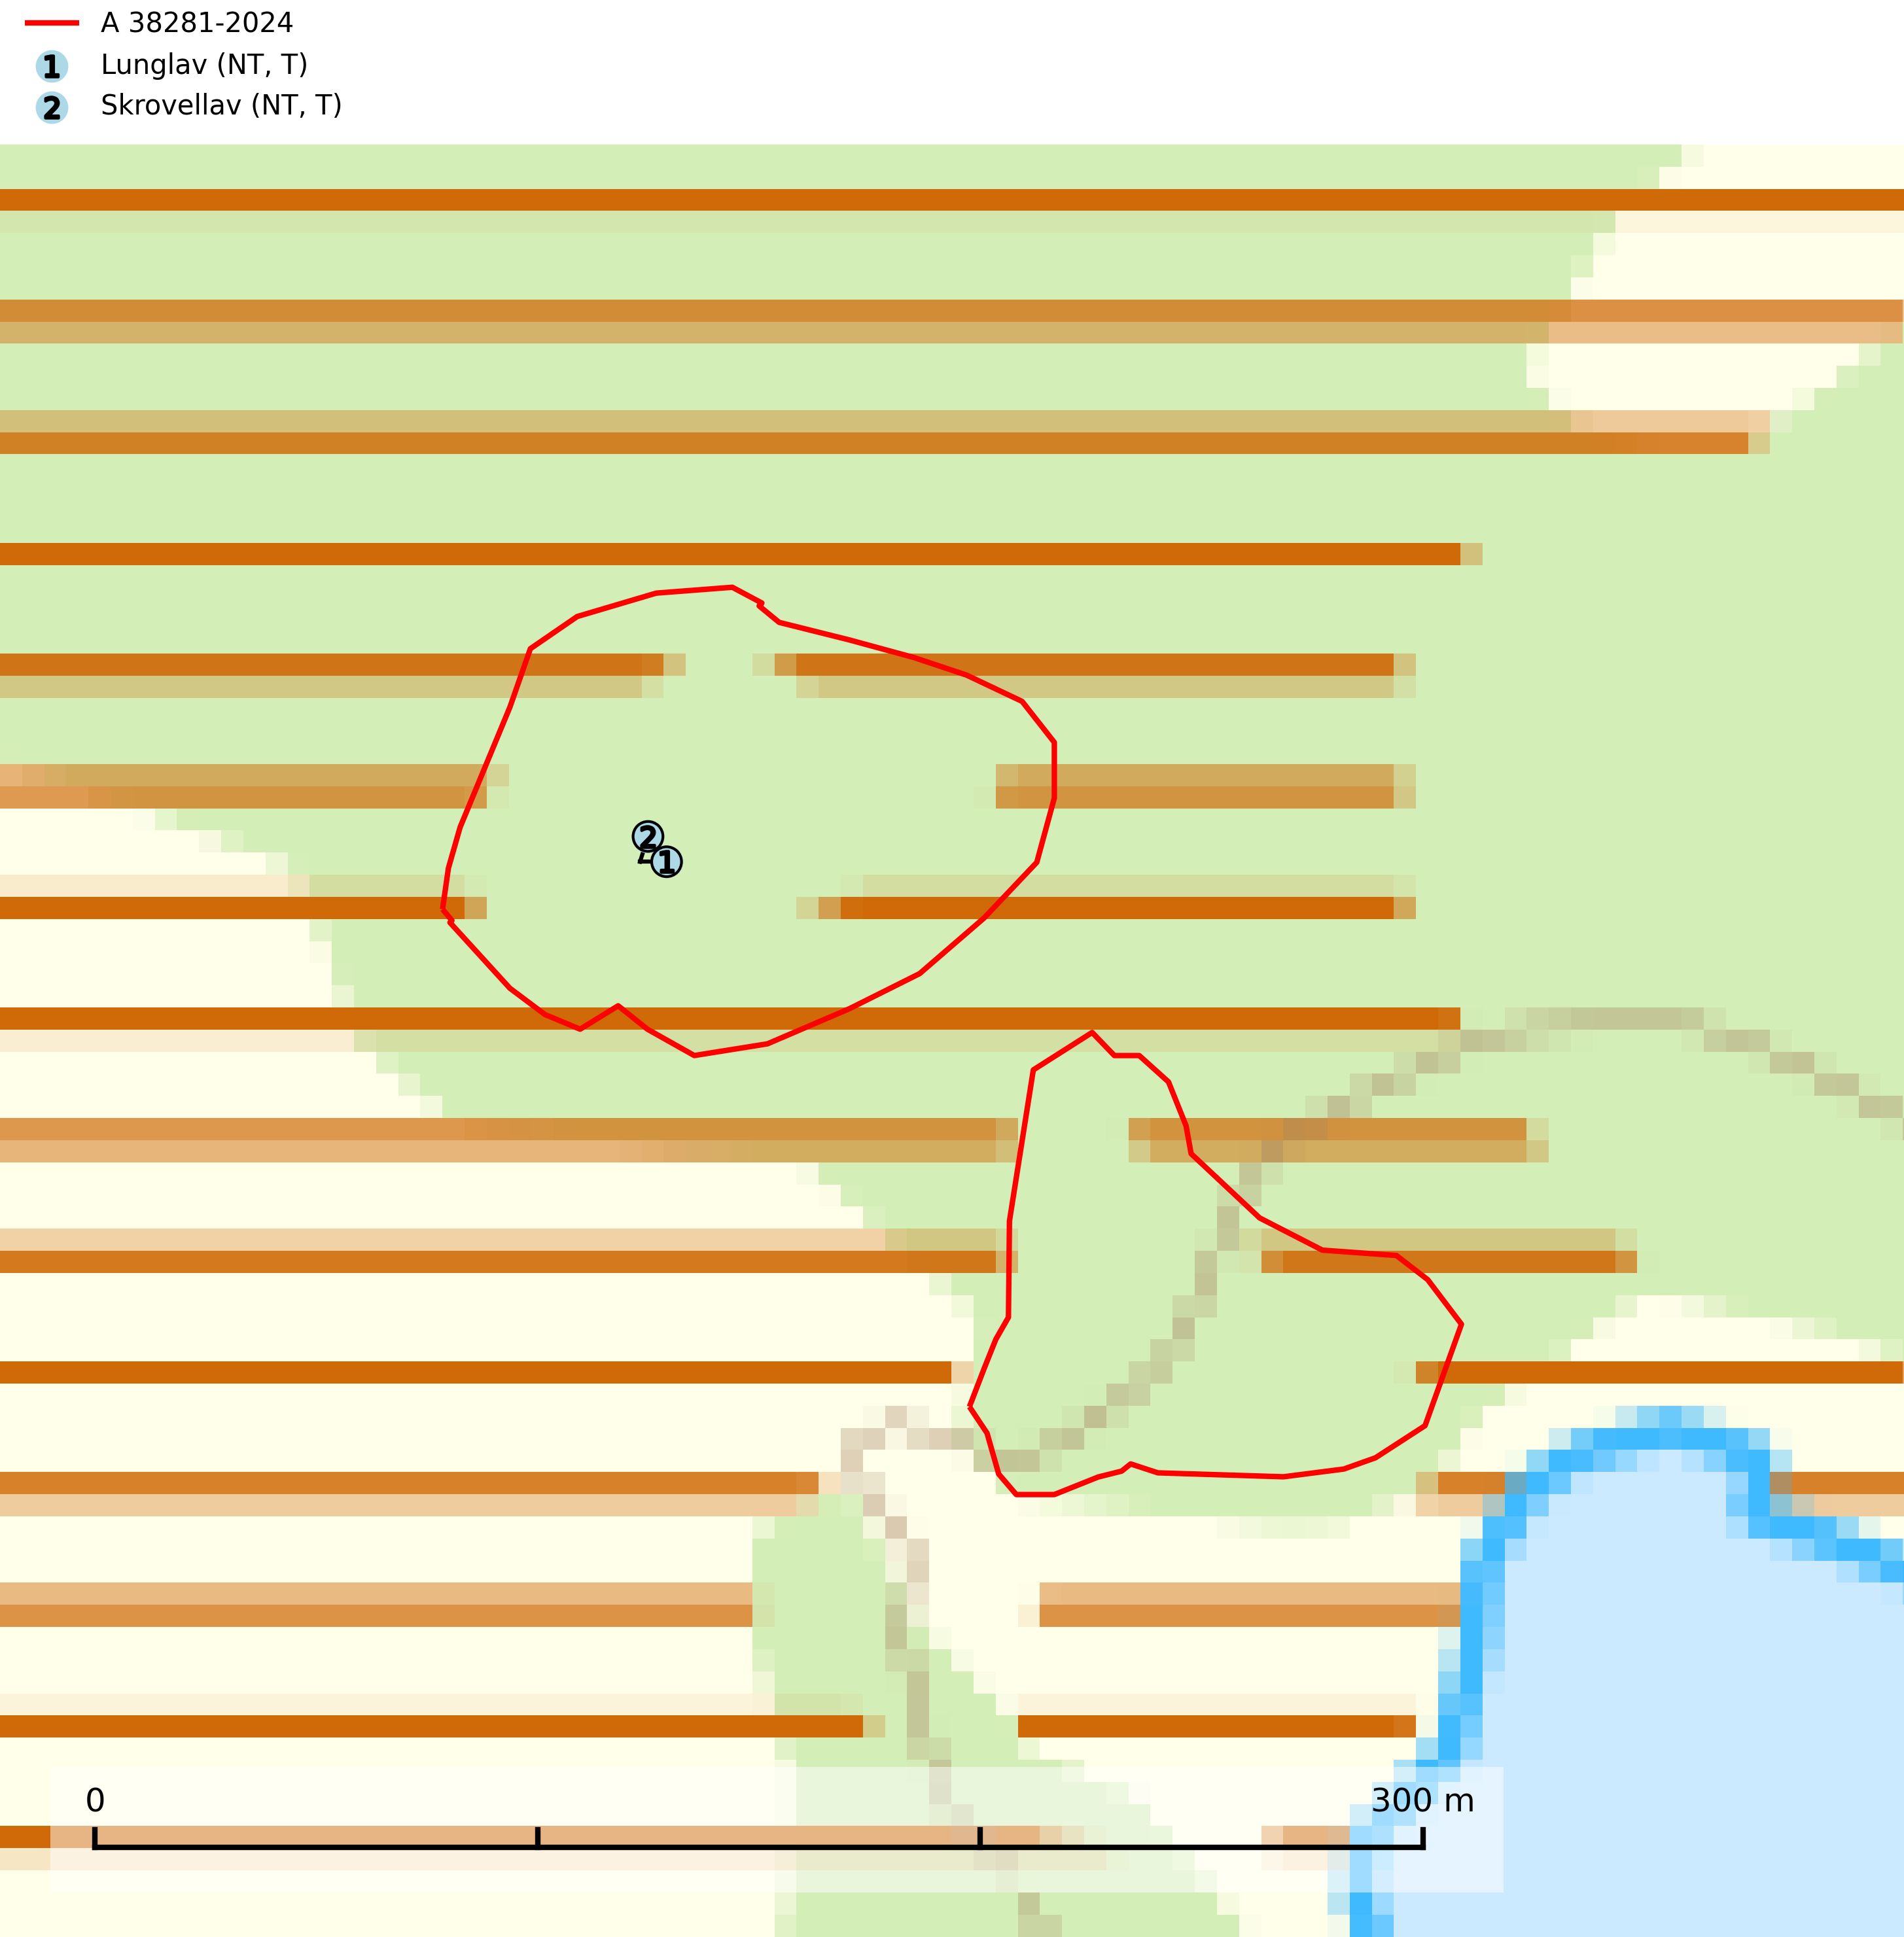 A 38281-2024
1 Lunglav (NT, T)
2 Skrovellav (NT, T)
2
1
0 300 m